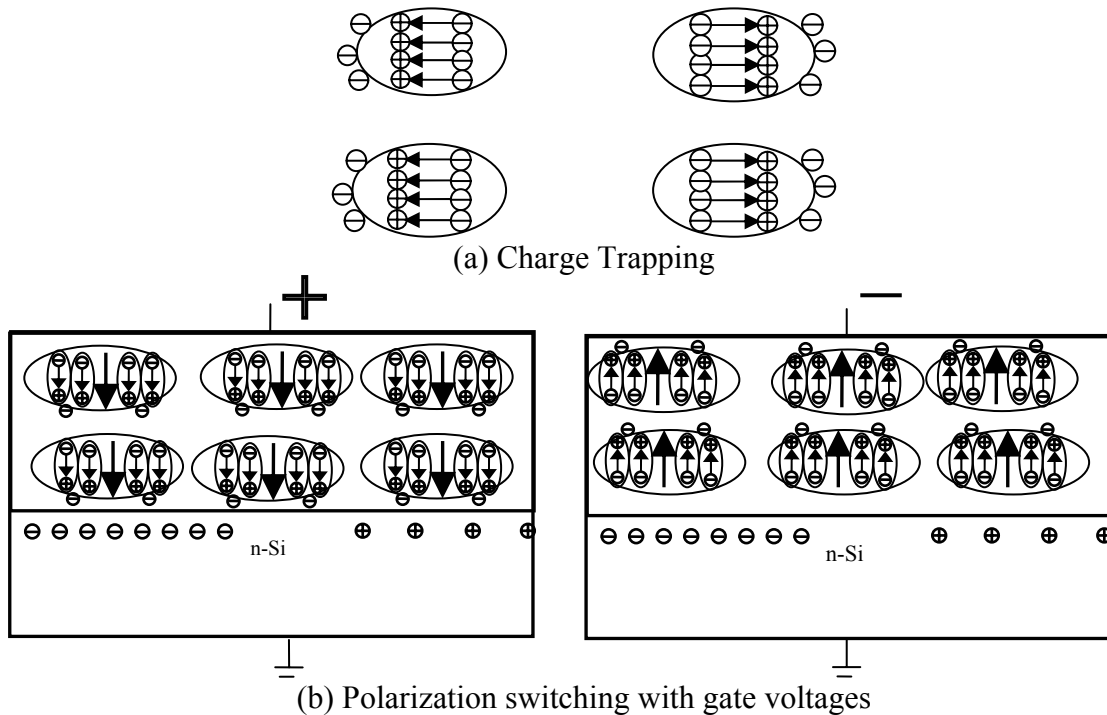 (a) Charge Trapping
+ −
n-Si n-Si
(b) Polarization switching with gate voltages